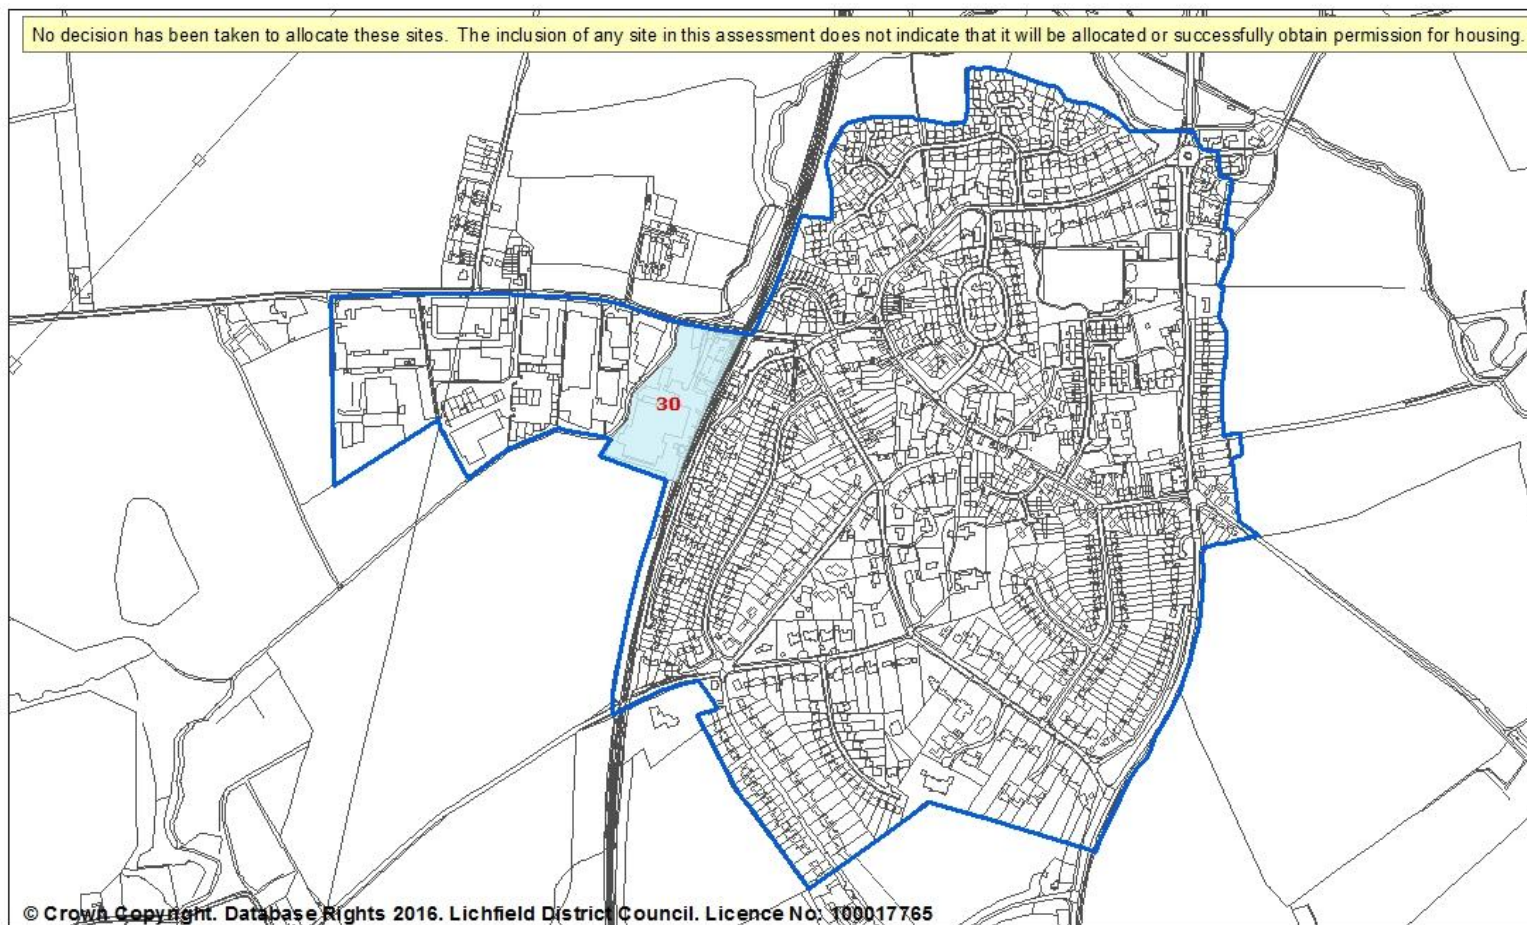 No decision has been taken to allocate these sites. The inclusion of any site in this assessment does not indicate that it will be allocated or successfully obtain permission for housing.
30
© Crown Copyright. Database Rights 2016. Lichfield District Council. Licence No: 100017765